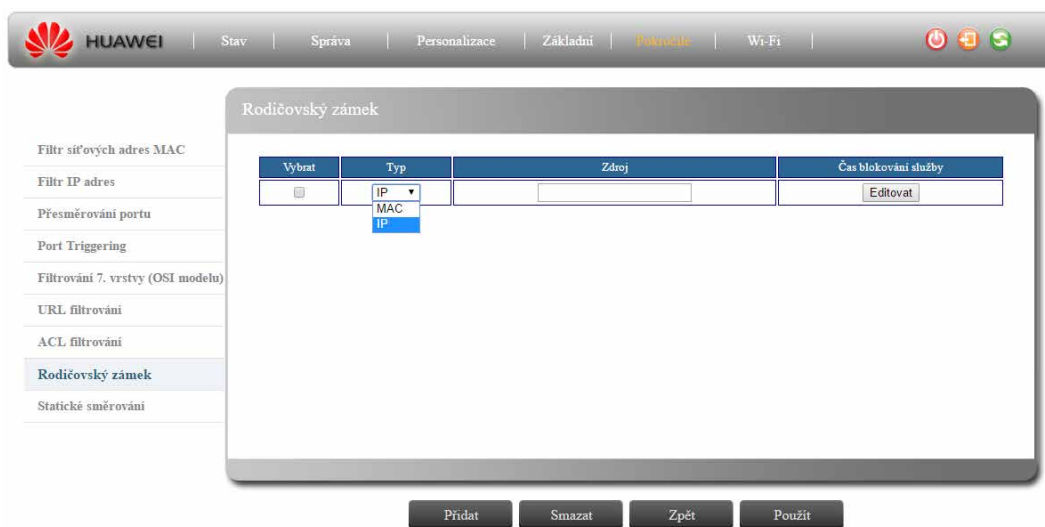 HUAWEI | Stav | Správa | Personalizace | Základní | Pokročilé | Wi-Fi |
Rodičovský zámek
Filtr síťových adres MAC
Filtr IP adres
Přesměrování portu
Port Triggering
Filtrování 7. vrstvy (OSI modelu)
URL filtrování
ACL filtrování
Rodičovský zámek
Statické směrování
Vybrat Typ Zdroj Čas blokování služby
IP Editovat
MAC
IP
Přidat Smazat Zpět Použít